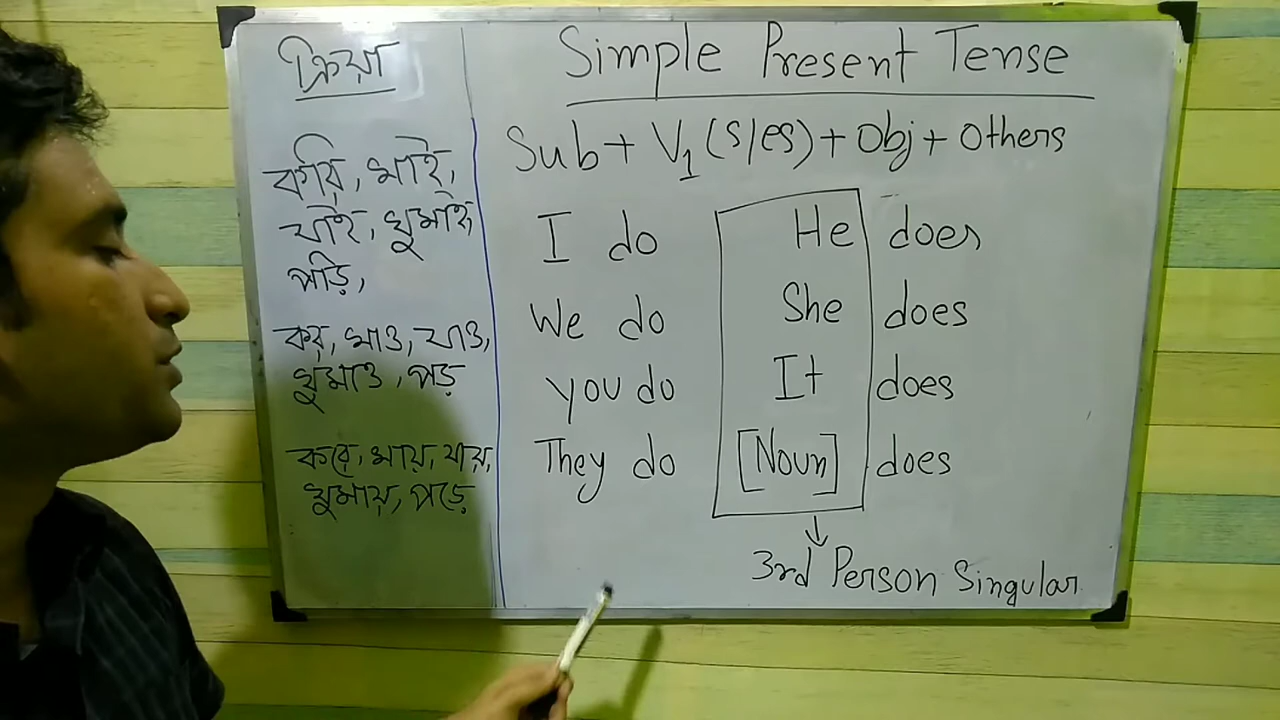 ক্রিয়া
করি, খাই,
যাই, ঘুমাই,
পড়ি,
কর, খাও, যাও,
ঘুমাও, পড়
করে, খায়, যায়,
ঘুমায়, পড়ে
Simple Present Tense
Sub + V1 (s/es) + Obj + Others
I do
We do
you do
They do
He does
She does
It does
[Noun] does
↓
3rd Person Singular